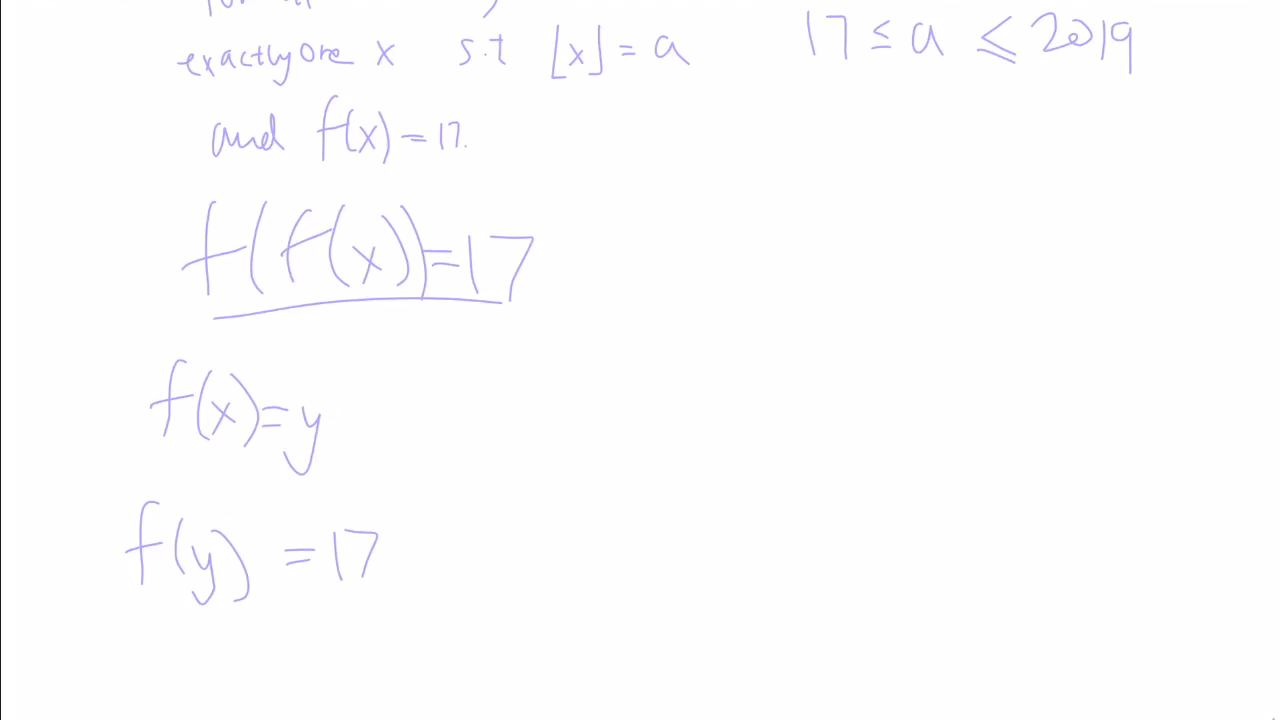 exactly one x s.t ⌊x⌋ = a 17 ≤ a ≤ 2019
and f(x) = 17.
f(f(x)) = 17
f(x) = y
f(y) = 17